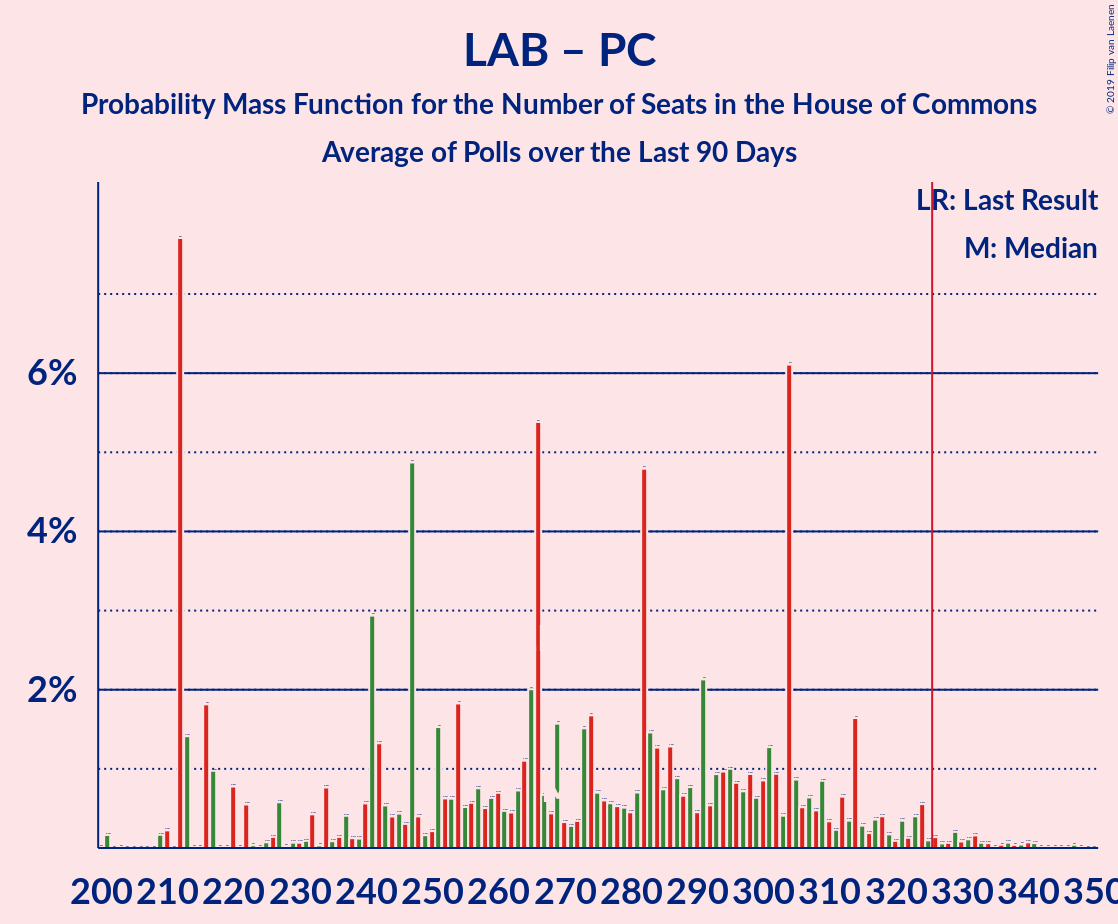 LAB – PC
Probability Mass Function for the Number of Seats in the House of Commons
Average of Polls over the Last 90 Days
© 2019 Filip van Laenen
LR: Last Result
M: Median
6%
4%
2%
200 210 220 230 240 250 260 270 280 290 300 310 320 330 340 350